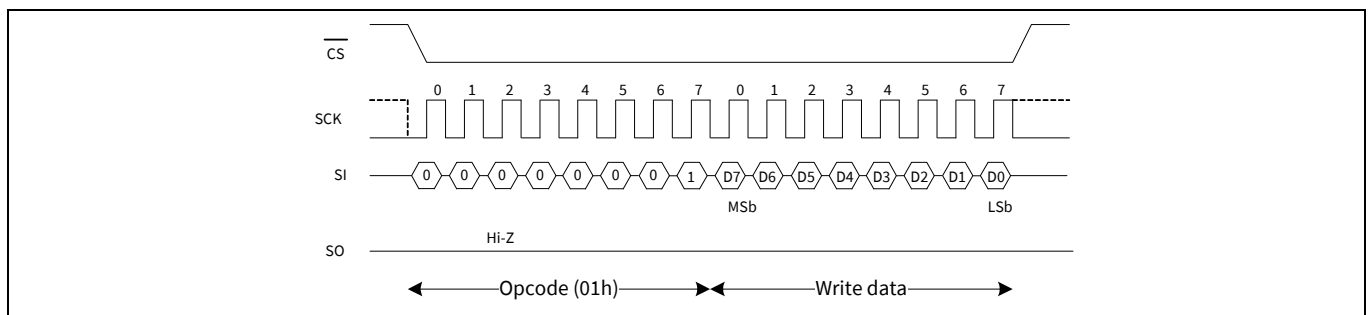 CS
0 1 2 3 4 5 6 7 0 1 2 3 4 5 6 7
SCK
SI 0 0 0 0 0 0 0 1 D7 D6 D5 D4 D3 D2 D1 D0
MSb LSb
Hi-Z
SO
Opcode (01h) Write data